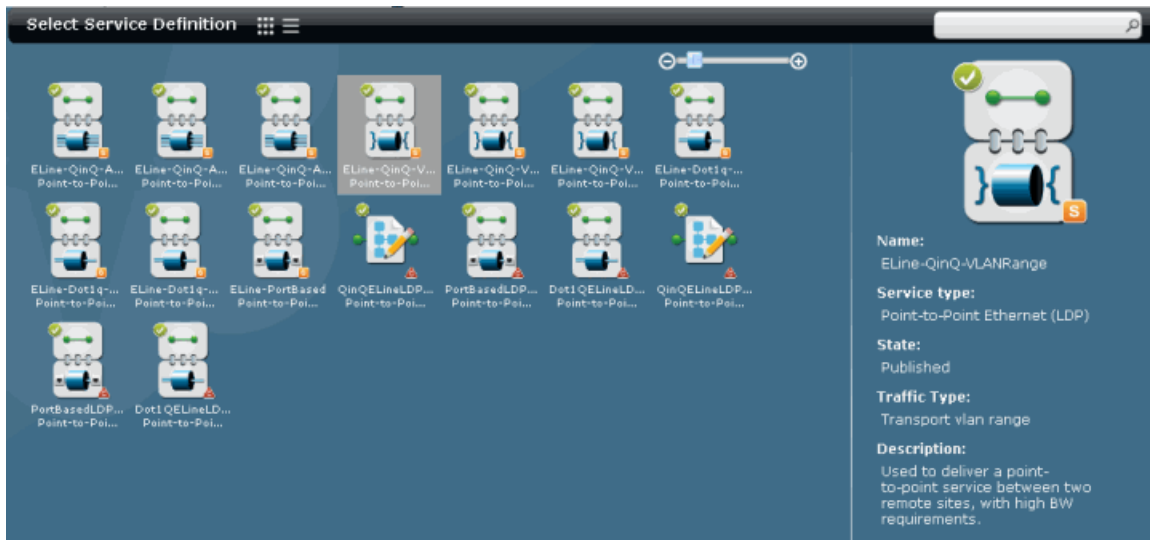 Select Service Definition
ELine-QinQ-A... ELine-QinQ-A... ELine-QinQ-A... ELine-QinQ-V... ELine-QinQ-V... ELine-QinQ-V... ELine-Dot1q-...
Point-to-Poi... Point-to-Poi... Point-to-Poi... Point-to-Poi... Point-to-Poi... Point-to-Poi... Point-to-Poi...
ELine-Dot1q-... ELine-Dot1q-... ELine-PortBased QinQELineLDP... PortBasedLDP... Dot1QELineLD... QinQELineLDP...
Point-to-Poi... Point-to-Poi... Point-to-Poi... Point-to-Poi... Point-to-Poi... Point-to-Poi... Point-to-Poi...
PortBasedLDP... Dot1QELineLD...
Point-to-Poi... Point-to-Poi...
S
Name:
ELine-QinQ-VLANRange
Service type:
Point-to-Point Ethernet (LDP)
State:
Published
Traffic Type:
Transport vlan range
Description:
Used to deliver a point-
to-point service between two
remote sites, with high BW
requirements.